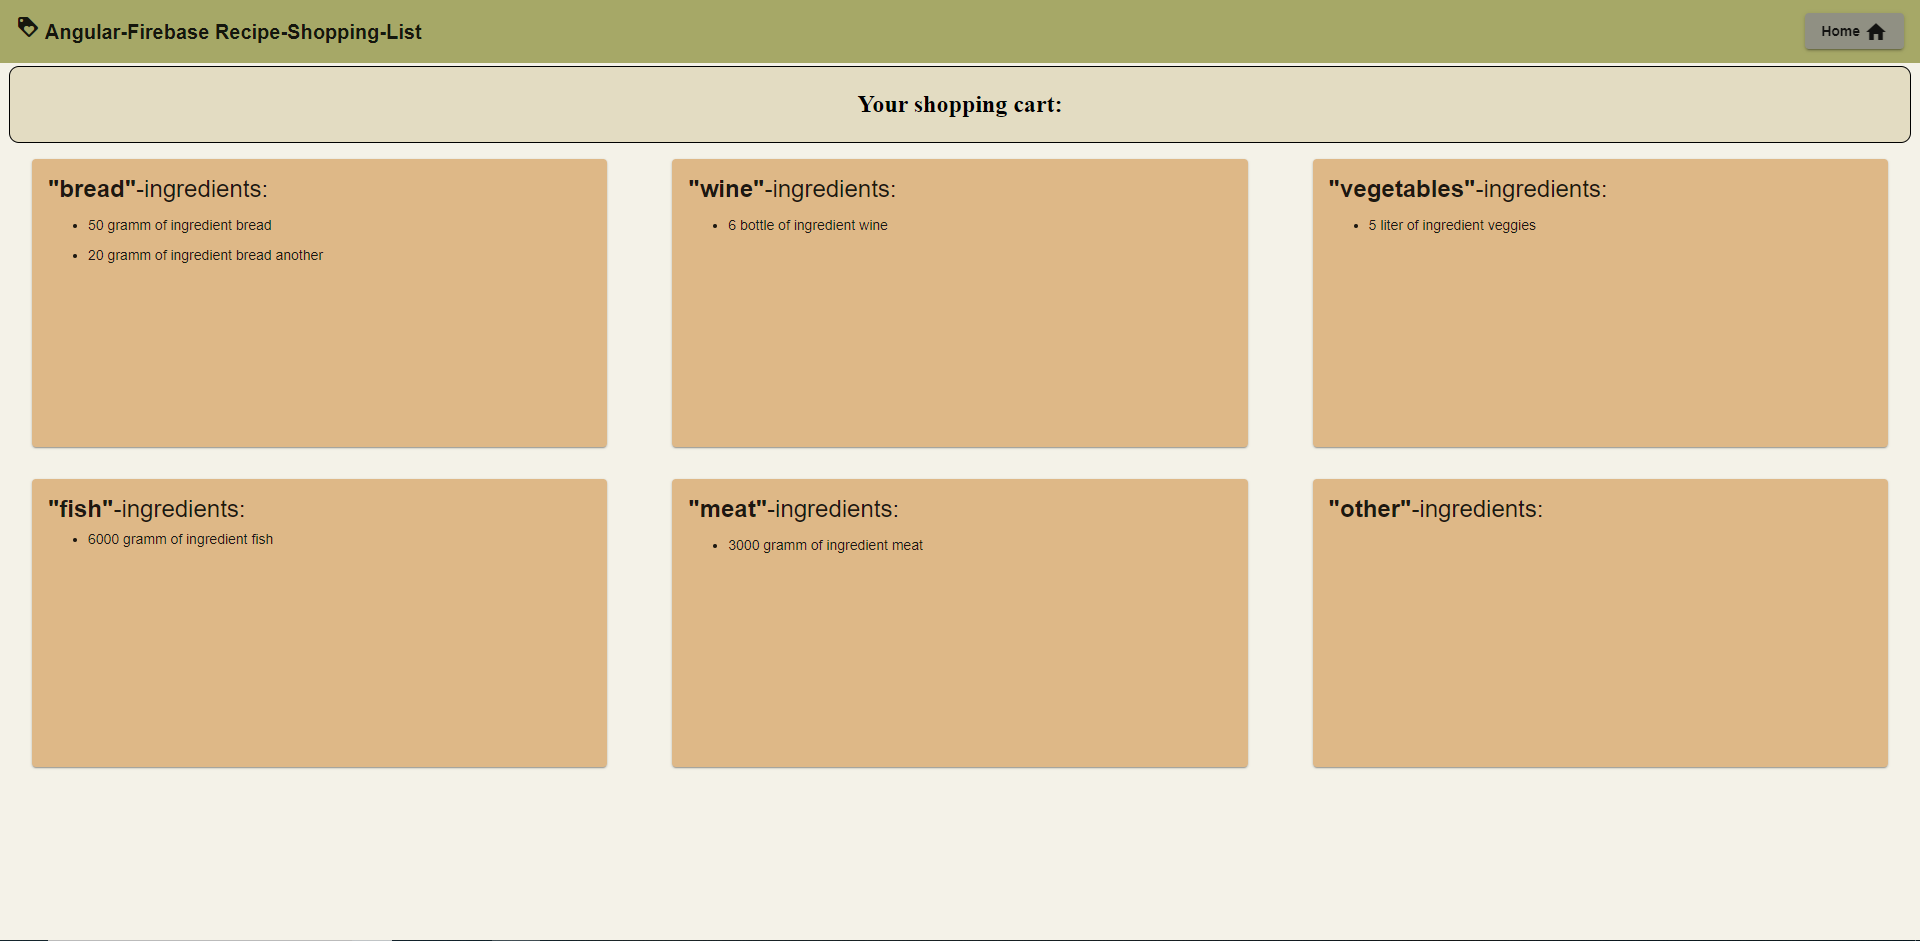 Angular-Firebase Recipe-Shopping-List
Home
Your shopping cart:
"bread"-ingredients:
50 gramm of ingredient bread
20 gramm of ingredient bread another
"wine"-ingredients:
6 bottle of ingredient wine
"vegetables"-ingredients:
5 liter of ingredient veggies
"fish"-ingredients:
6000 gramm of ingredient fish
"meat"-ingredients:
3000 gramm of ingredient meat
"other"-ingredients: